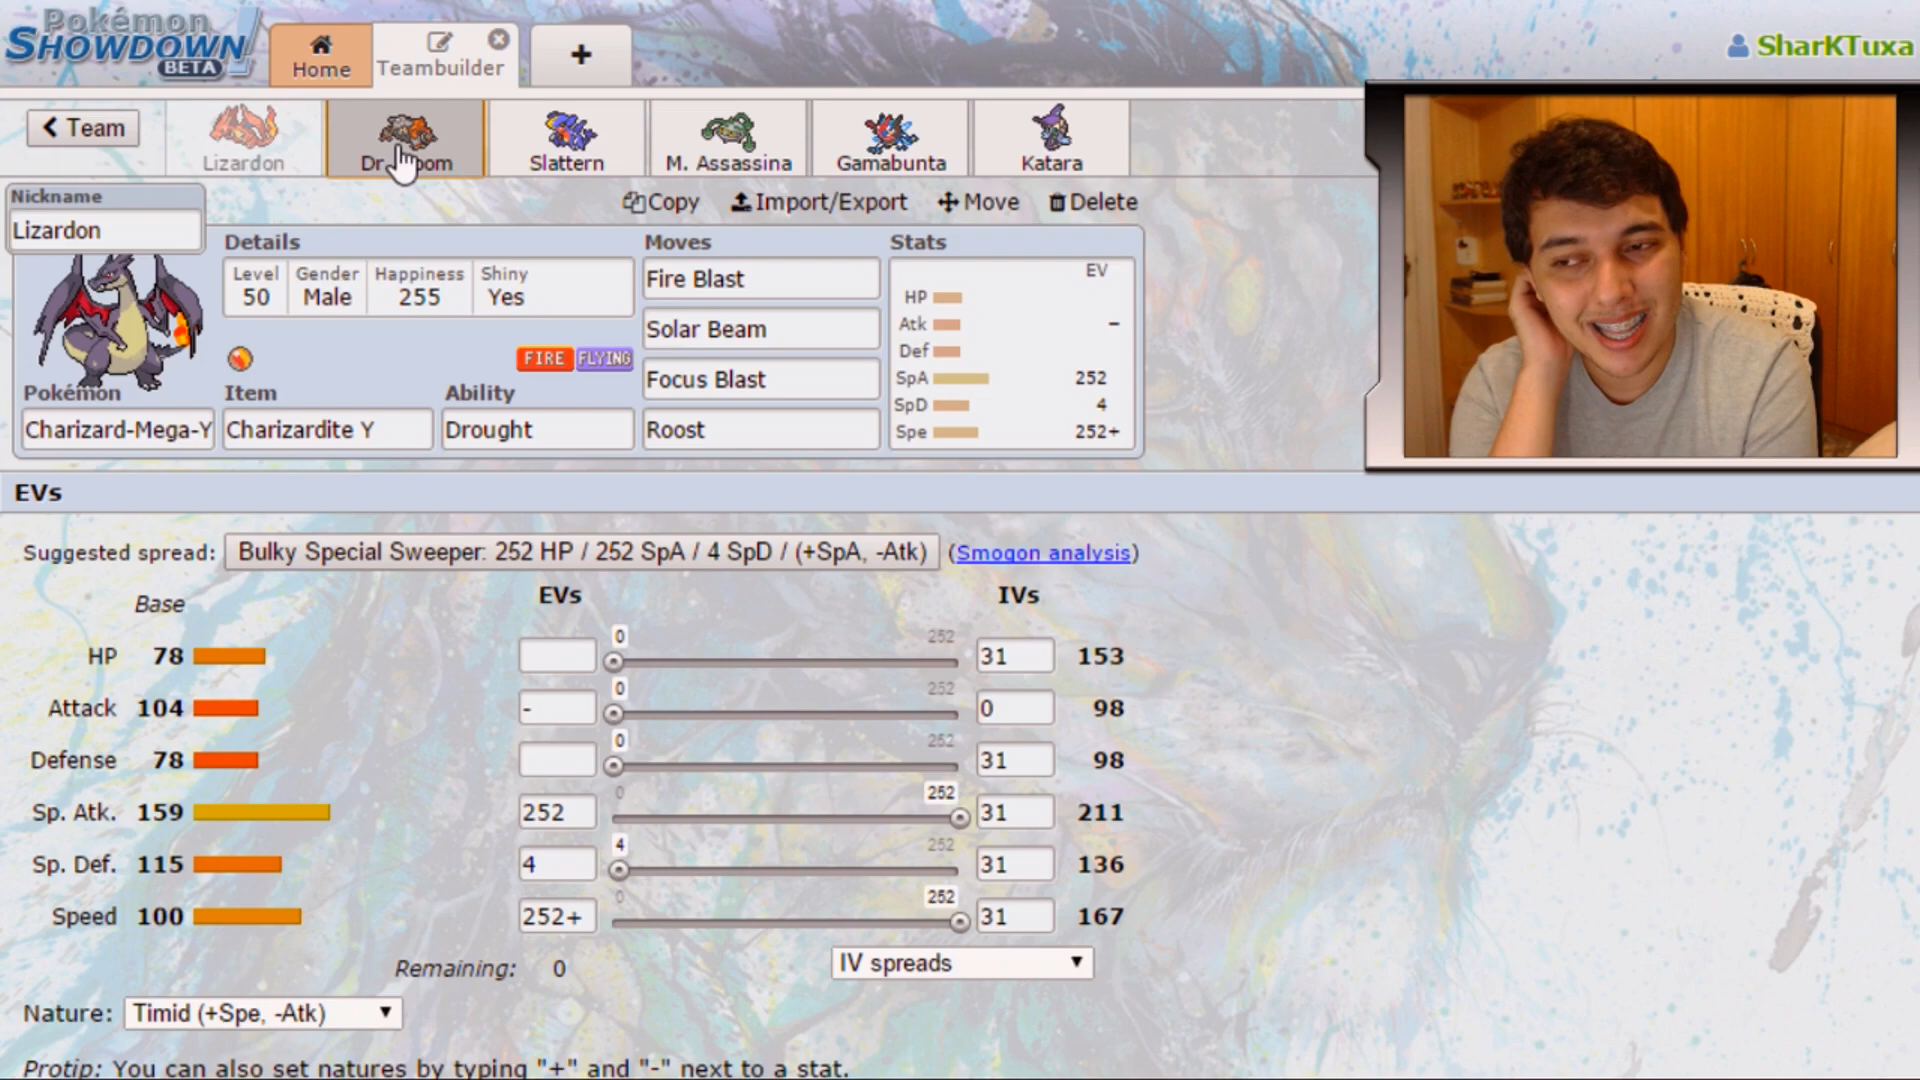 Pokémon
SHOWDOWN!
BETA
Home
Teambuilder
+
SharKTuxa
Team
Lizardon
Slattern
M. Assassina
Gamabunta
Katara
Copy
Import/Export
Move
Delete
Nickname
Lizardon
Details
Moves
Stats
Level
Gender
Happiness
Shiny
50
Male
255
Yes
FIRE
FLYING
Pokémon
Item
Ability
Charizard-Mega-Y
Charizardite Y
Drought
Fire Blast
Solar Beam
Focus Blast
Roost
EV
HP
Atk –
Def
SpA 252
SpD 4
Spe 252+
EVs
Suggested spread: Bulky Special Sweeper: 252 HP / 252 SpA / 4 SpD / (+SpA, -Atk) (Smogon analysis)
Base EVs IVs
HP 78 0 252 31 153
Attack 104 - 0 252 0 98
Defense 78 0 252 31 98
Sp. Atk. 159 252 0 252 31 211
Sp. Def. 115 4 4 252 31 136
Speed 100 252+ 0 252 31 167
Remaining: 0
IV spreads
Nature: Timid (+Spe, -Atk)
Protip: You can also set natures by typing "+" and "-" next to a stat.